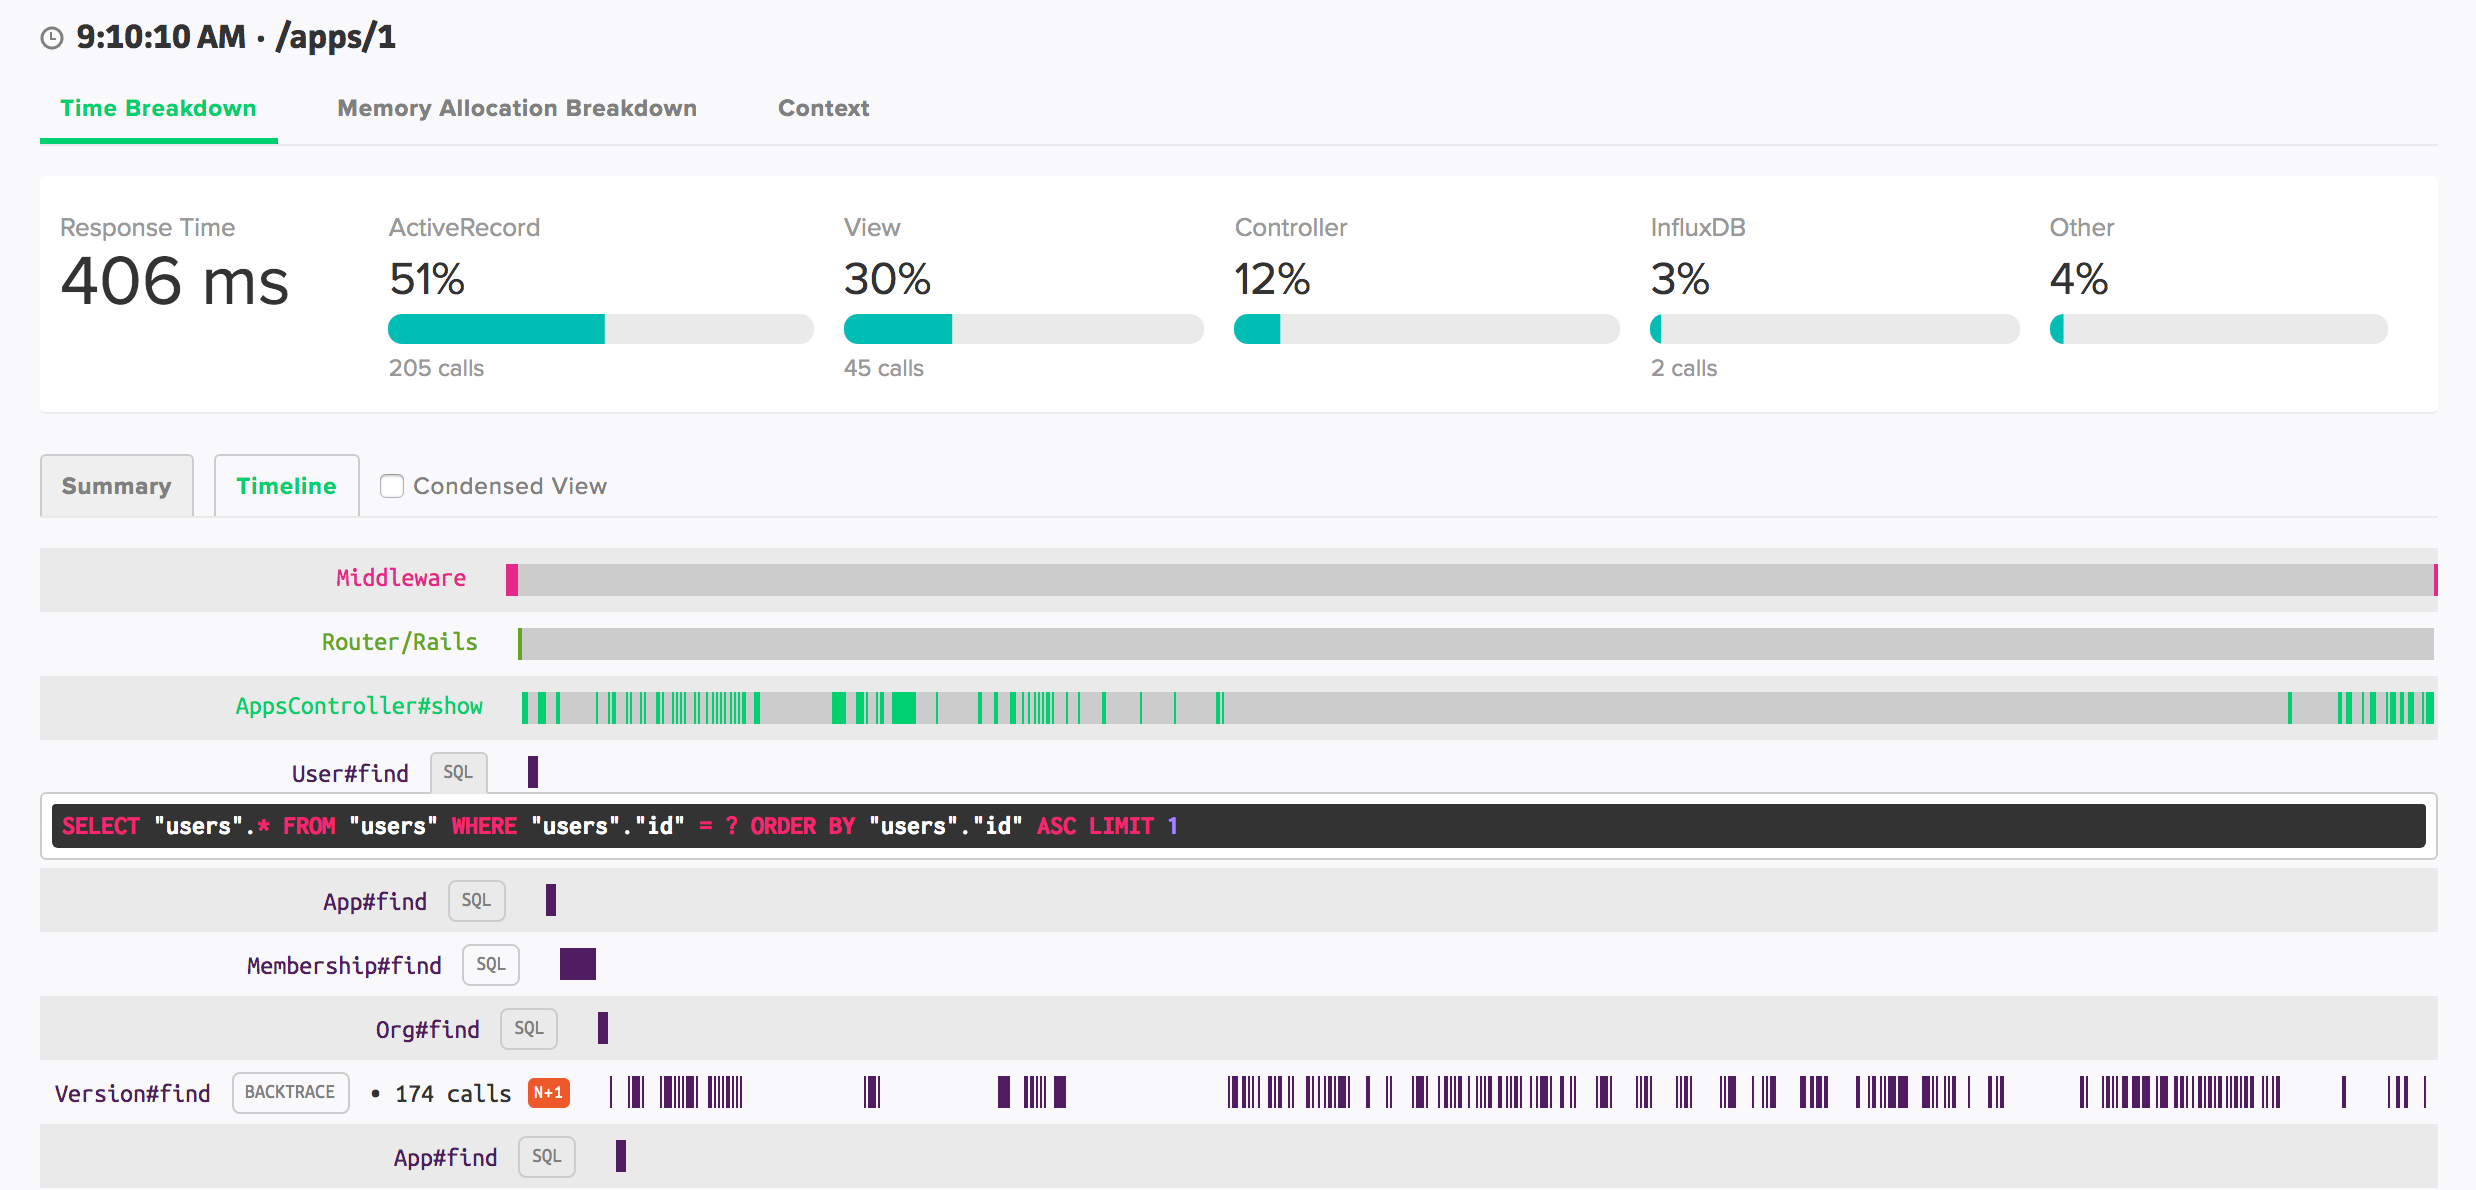 9:10:10 AM · /apps/1
Time Breakdown Memory Allocation Breakdown Context
Response Time ActiveRecord View Controller InfluxDB Other
406 ms 51% 30% 12% 3% 4%
205 calls 45 calls 2 calls
Summary Timeline Condensed View
Middleware
Router/Rails
AppsController#show
User#find SQL
SELECT "users".* FROM "users" WHERE "users"."id" = ? ORDER BY "users"."id" ASC LIMIT 1
App#find SQL
Membership#find SQL
Org#find SQL
Version#find BACKTRACE • 174 calls N+1
App#find SQL